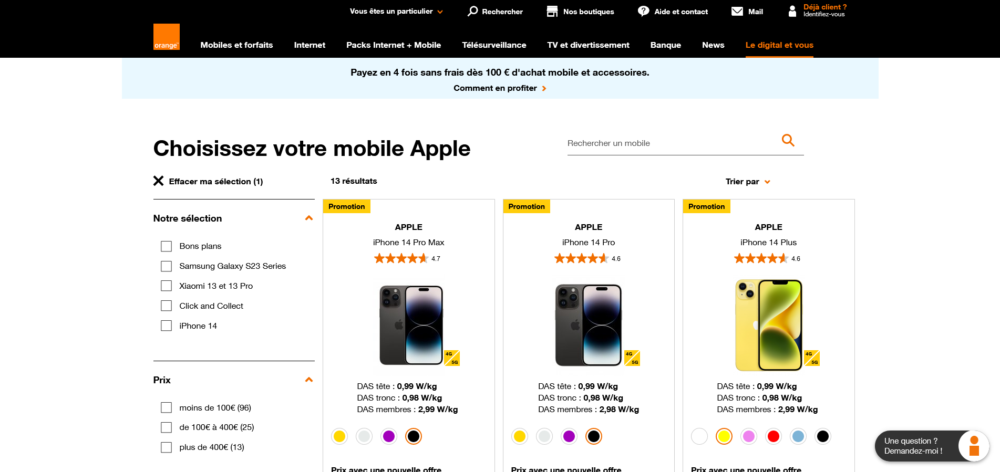 Vous êtes un particulier
Rechercher
Nos boutiques
Aide et contact
Mail
Déjà client ?
Identifiez-vous
orange™
Mobiles et forfaits
Internet
Packs Internet + Mobile
Télésurveillance
TV et divertissement
Banque
News
Le digital et vous
Payez en 4 fois sans frais dès 100 € d'achat mobile et accessoires.
Comment en profiter
Choisissez votre mobile Apple
Rechercher un mobile
Effacer ma sélection (1)
13 résultats
Trier par
Notre sélection
Bons plans
Samsung Galaxy S23 Series
Xiaomi 13 et 13 Pro
Click and Collect
iPhone 14
Prix
moins de 100€ (96)
de 100€ à 400€ (25)
plus de 400€ (13)
Promotion
APPLE
iPhone 14 Pro Max
4.7
4G
5G
DAS tête : 0,99 W/kg
DAS tronc : 0,98 W/kg
DAS membres : 2,99 W/kg
Prix avec une nouvelle offre
Promotion
APPLE
iPhone 14 Pro
4.6
4G
5G
DAS tête : 0,99 W/kg
DAS tronc : 0,98 W/kg
DAS membres : 2,98 W/kg
Prix avec une nouvelle offre
Promotion
APPLE
iPhone 14 Plus
4.6
4G
5G
DAS tête : 0,99 W/kg
DAS tronc : 0,98 W/kg
DAS membres : 2,99 W/kg
Prix avec une nouvelle offre
Une question ?
Demandez-moi !